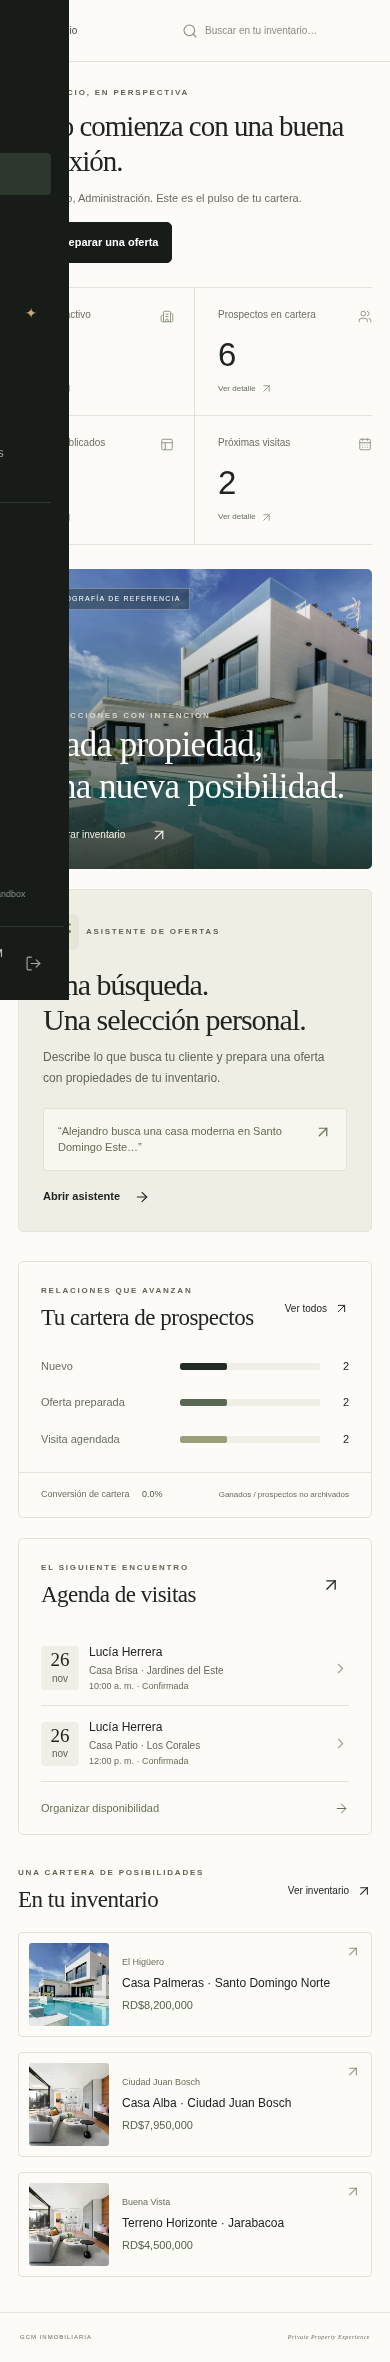 Buscar en tu inventario…
EN PERSPECTIVA
comienza con una buena
Administración. Este es el pulso de tu cartera.
una oferta
Prospectos en cartera
6
Ver detalle
Próximas visitas
2
Ver detalle
DE REFERENCIA
CON INTENCIÓN
propiedad,
nueva posibilidad.
inventario
ASISTENTE DE OFERTAS
búsqueda.
Una selección personal.
Describe lo que busca tu cliente y prepara una oferta
con propiedades de tu inventario.
“Alejandro busca una casa moderna en Santo
Domingo Este…”
Abrir asistente
RELACIONES QUE AVANZAN
Tu cartera de prospectos
Ver todos
Nuevo 2
Oferta preparada 2
Visita agendada 2
Conversión de cartera 0.0% Ganados / prospectos no archivados
EL SIGUIENTE ENCUENTRO
Agenda de visitas
26 nov
Lucía Herrera
Casa Brisa · Jardines del Este
10:00 a. m. · Confirmada
26 nov
Lucía Herrera
Casa Patio · Los Corales
12:00 p. m. · Confirmada
Organizar disponibilidad
UNA CARTERA DE POSIBILIDADES
En tu inventario
Ver inventario
El Higüero
Casa Palmeras · Santo Domingo Norte
RD$8,200,000
Ciudad Juan Bosch
Casa Alba · Ciudad Juan Bosch
RD$7,950,000
Buena Vista
Terreno Horizonte · Jarabacoa
RD$4,500,000
GCM INMOBILIARIA
Private Property Experience